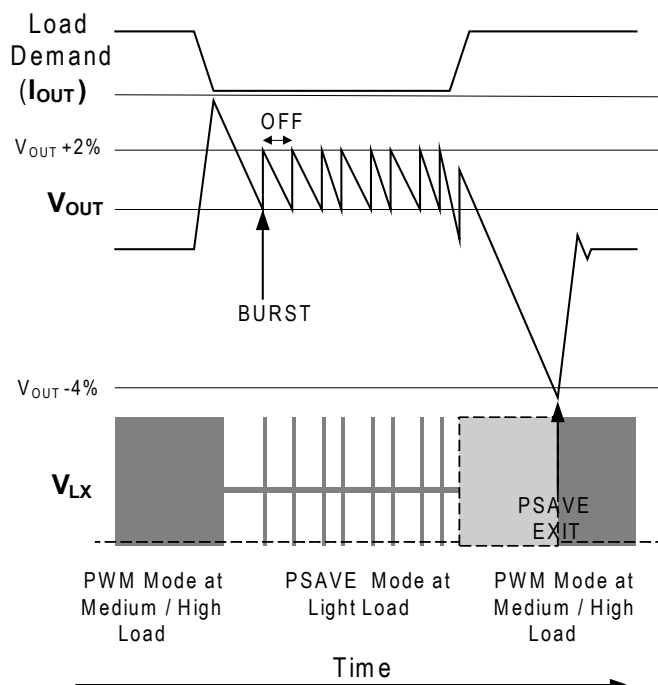 Load
Demand
(IOUT)
OFF
VOUT +2%
VOUT
BURST
VOUT -4%
VLX
PSAVE
EXIT
PWM Mode at
Medium / High
Load
PSAVE Mode at
Light Load
PWM Mode at
Medium / High
Load
Time